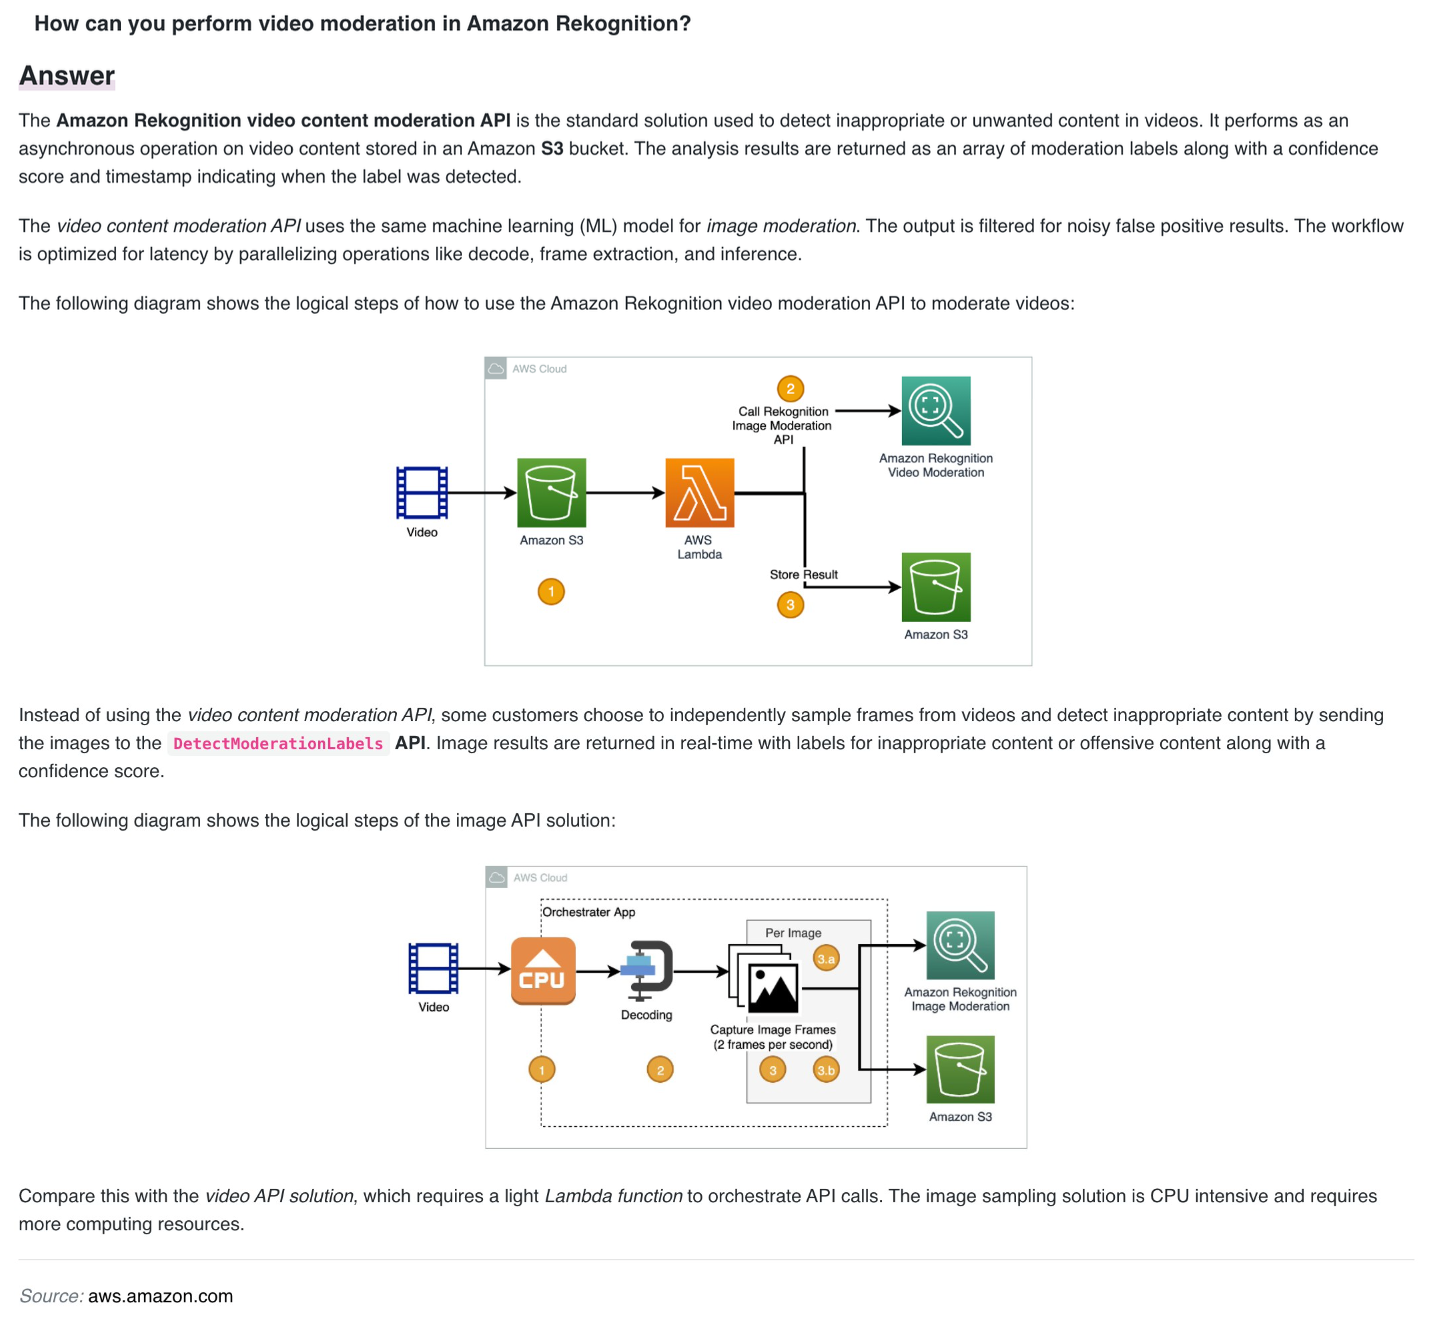 How can you perform video moderation in Amazon Rekognition?
Answer
The Amazon Rekognition video content moderation API is the standard solution used to detect inappropriate or unwanted content in videos. It performs as an
asynchronous operation on video content stored in an Amazon S3 bucket. The analysis results are returned as an array of moderation labels along with a confidence
score and timestamp indicating when the label was detected.
The video content moderation API uses the same machine learning (ML) model for image moderation. The output is filtered for noisy false positive results. The workflow
is optimized for latency by parallelizing operations like decode, frame extraction, and inference.
The following diagram shows the logical steps of how to use the Amazon Rekognition video moderation API to moderate videos:
AWS Cloud
2
Call Rekognition
Image Moderation
API
Amazon Rekognition
Video Moderation
Video
Amazon S3
AWS
Lambda
1
Store Result
3
Amazon S3
Instead of using the video content moderation API, some customers choose to independently sample frames from videos and detect inappropriate content by sending
the images to the DetectModerationLabels API. Image results are returned in real-time with labels for inappropriate content or offensive content along with a
confidence score.
The following diagram shows the logical steps of the image API solution:
AWS Cloud
Orchestrater App
Per Image
3.a
CPU
Video
Decoding
Capture Image Frames
(2 frames per second)
Amazon Rekognition
Image Moderation
1
2
3
3.b
Amazon S3
Compare this with the video API solution, which requires a light Lambda function to orchestrate API calls. The image sampling solution is CPU intensive and requires
more computing resources.
Source: aws.amazon.com